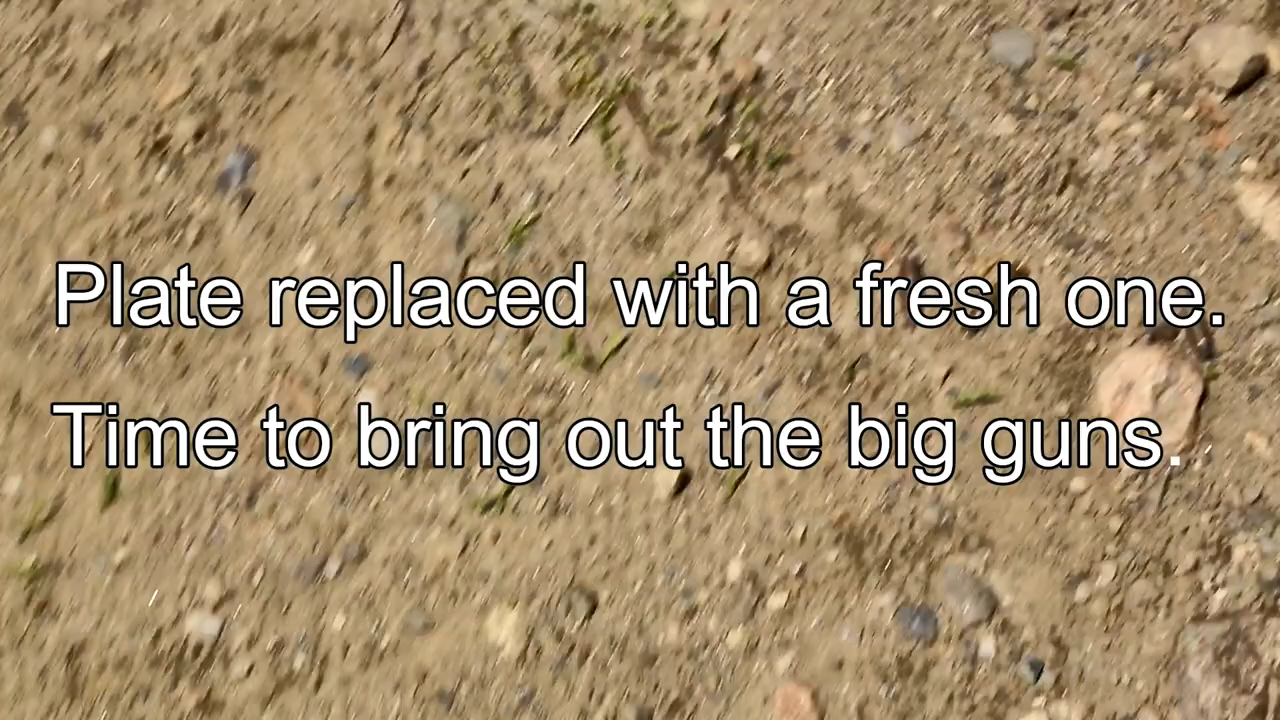 Plate replaced with a fresh one.
Time to bring out the big guns.